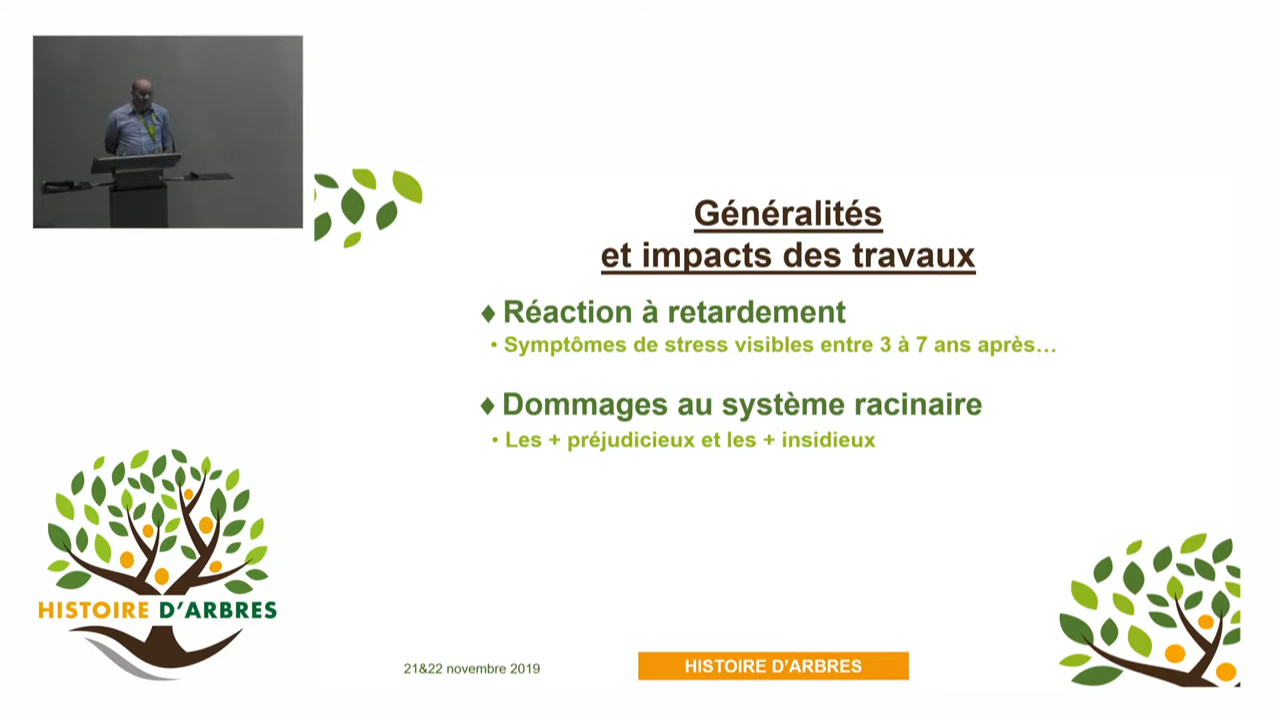 Généralités
et impacts des travaux
♦ Réaction à retardement
• Symptômes de stress visibles entre 3 à 7 ans après…
♦ Dommages au système racinaire
• Les + préjudicieux et les + insidieux
HISTOIRE D'ARBRES
21&22 novembre 2019
HISTOIRE D'ARBRES